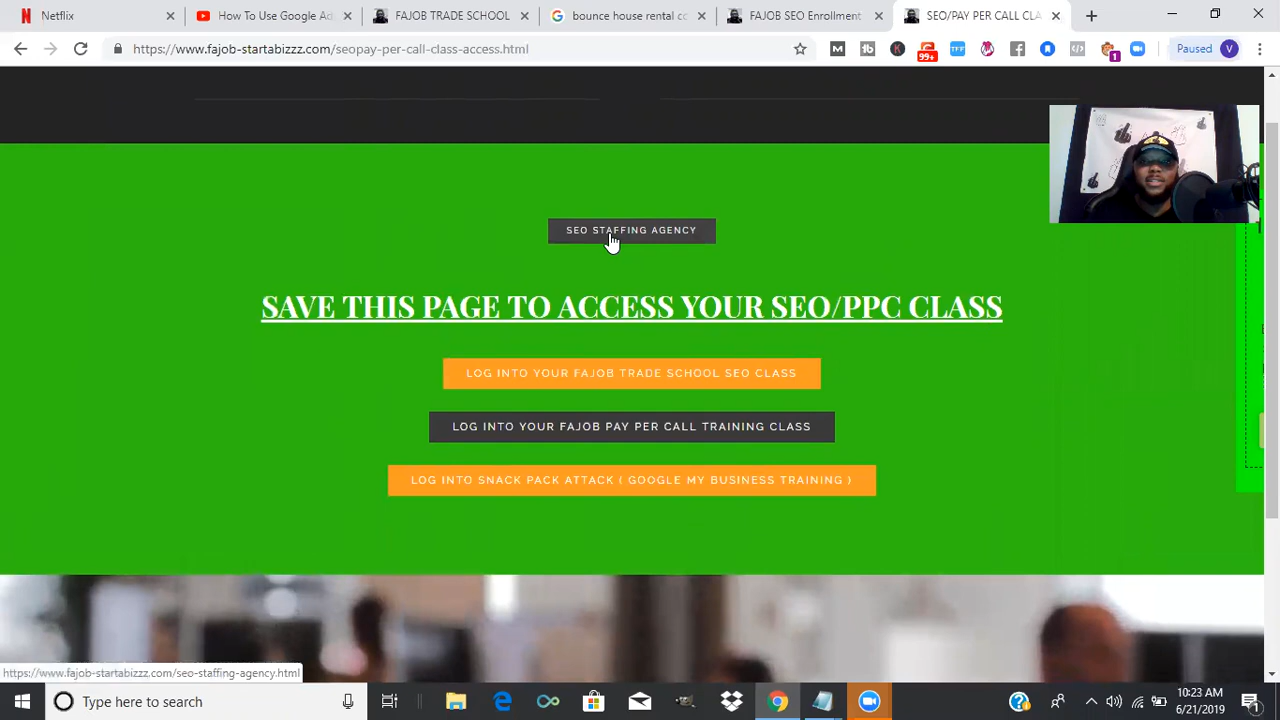 Netflix
How To Use Google Ad
FAJOB TRADE SCHOOL
bounce house rental co
FAJOB SEO Enrollment
SEO/PAY PER CALL CLA
https://www.fajob-startabizzz.com/seopay-per-call-class-access.html
99+
TFF
1
Paused
V
SEO STAFFING AGENCY
SAVE THIS PAGE TO ACCESS YOUR SEO/PPC CLASS
LOG INTO YOUR FAJOB TRADE SCHOOL SEO CLASS
LOG INTO YOUR FAJOB PAY PER CALL TRAINING CLASS
LOG INTO SNACK PACK ATTACK ( GOOGLE MY BUSINESS TRAINING )
https://www.fajob-startabizzz.com/seo-staffing-agency.html
Type here to search
10:23 AM
6/21/2019